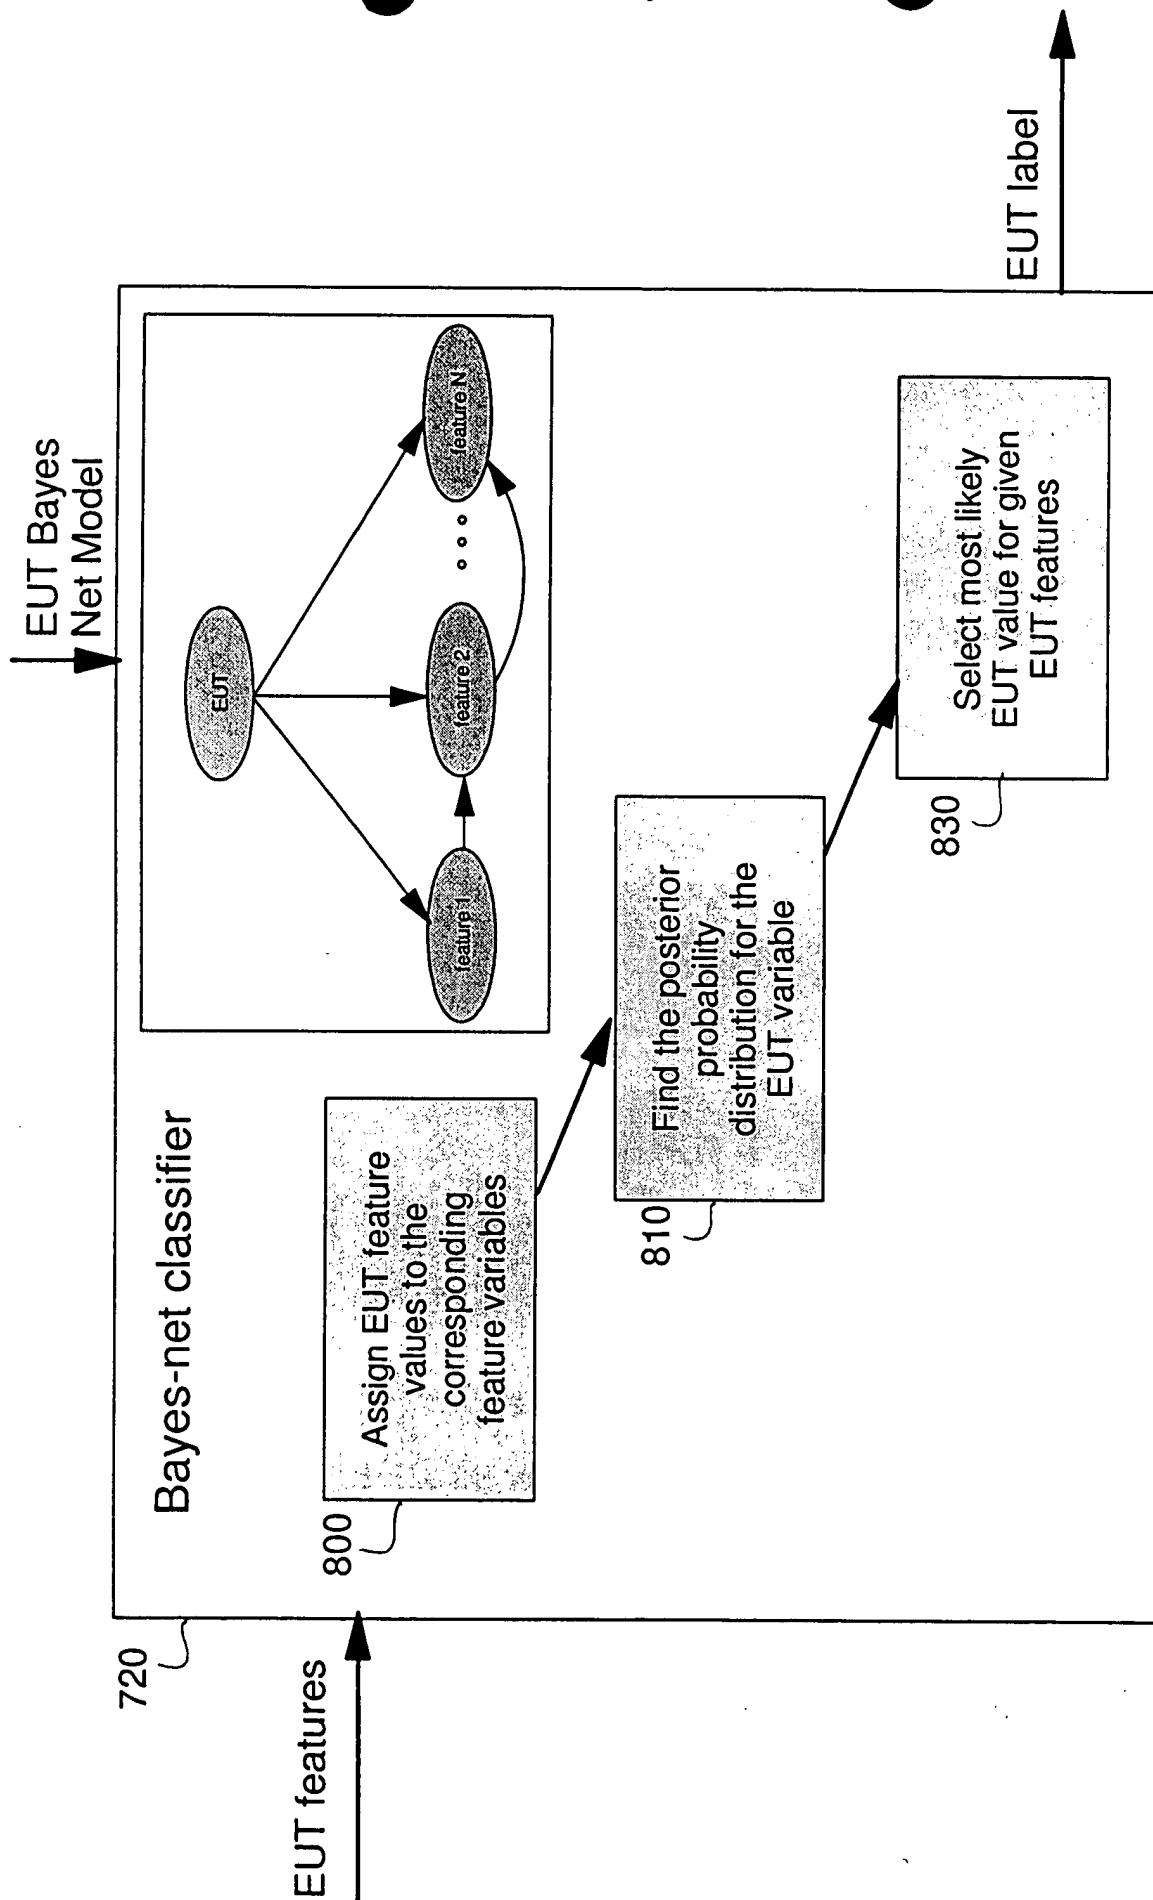 EUT Bayes
Net Model
720
Bayes-net classifier
EUT
feature 1
feature 2
feature N
EUT features
800
Assign EUT feature
values to the
corresponding
feature variables
810
Find the posterior
probability
distribution for the
EUT variable
830
Select most likely
EUT value for given
EUT features
EUT label